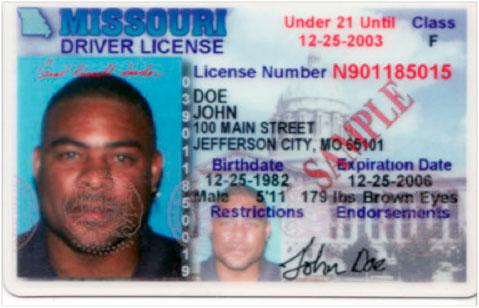 MISSOURI
DRIVER LICENSE
Under 21 Until
12-25-2003
Class
F
License Number N901185015
DOE
JOHN
100 MAIN STREET
JEFFERSON CITY, MO 65101
SAMPLE
Birthdate
12-25-1982
Expiration Date
12-25-2006
Male 5'11 179 lbs Brown Eyes
Restrictions
Endorsements
John Doe